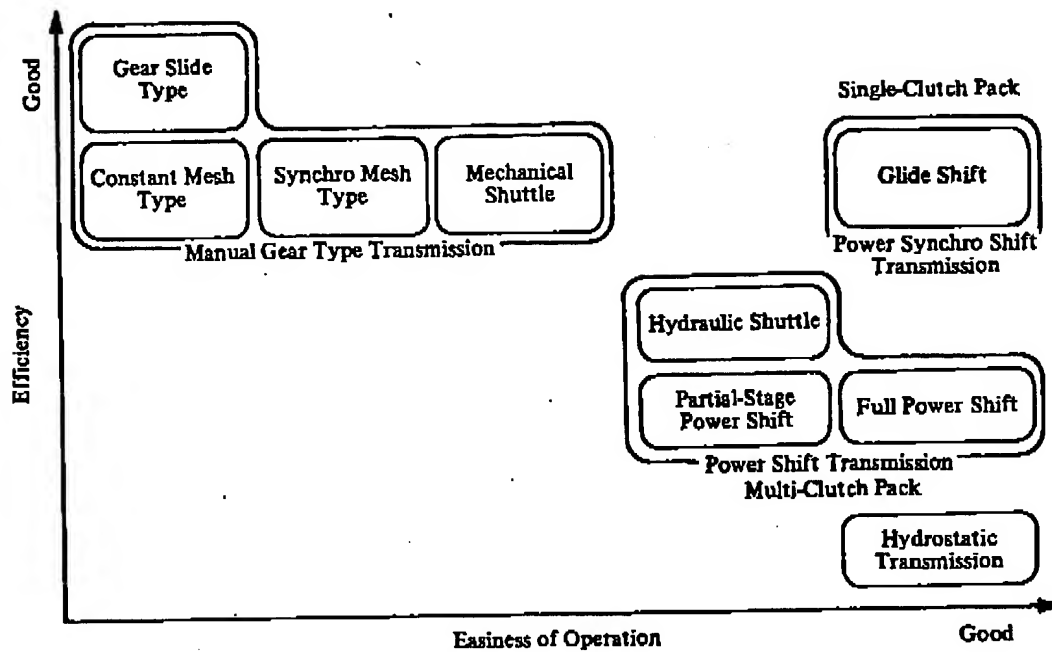 Good
Efficiency
Gear Slide
Type
Constant Mesh
Type
Synchro Mesh
Type
Mechanical
Shuttle
Manual Gear Type Transmission
Single-Clutch Pack
Glide Shift
Power Synchro Shift
Transmission
Hydraulic Shuttle
Partial-Stage
Power Shift
Full Power Shift
Power Shift Transmission
Multi-Clutch Pack
Hydrostatic
Transmission
Easiness of Operation
Good